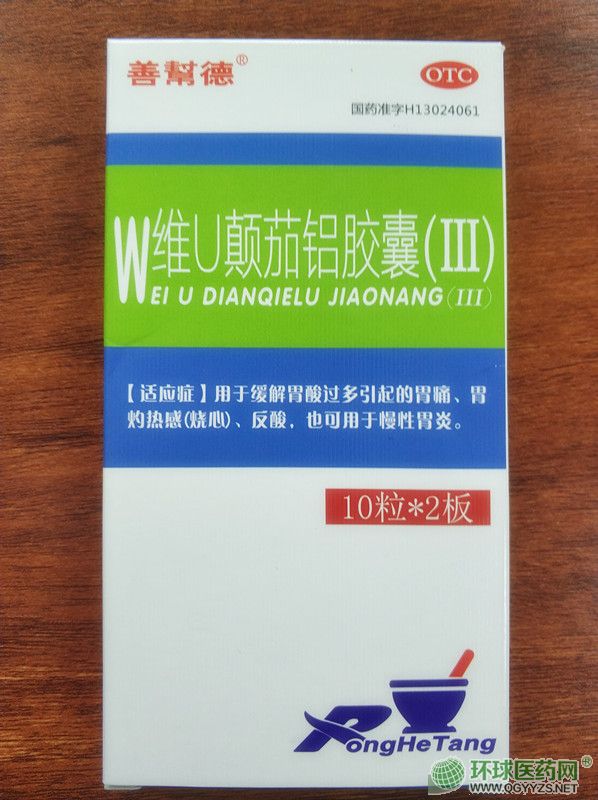 善幫德®
OTC
国药准字H13024061
维U颠茄铝胶囊(III)
WEI U DIANQIELU JIAONANG(III)
【适应症】用于缓解胃酸过多引起的胃痛、胃
灼热感(烧心)、反酸，也可用于慢性胃炎。
10粒*2板
RongHeTang
环球医药网®
WWW.QGYYZS.NET